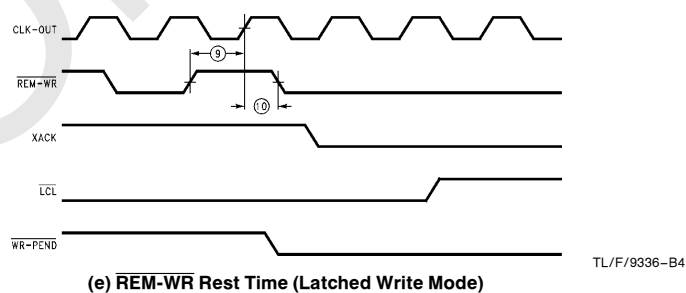 CLK-OUT
9
REM-WR
10
XACK
LCL
WR-PEND
TL/F/9336–B4
(e) REM-WR Rest Time (Latched Write Mode)